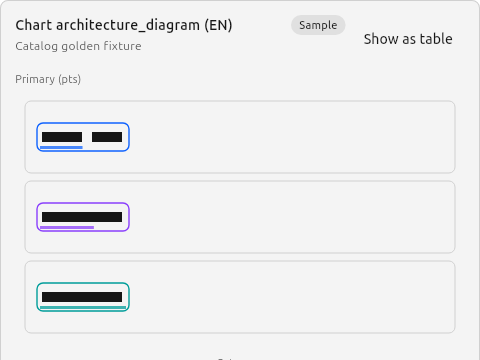 Chart architecture_diagram (EN)
Sample
Show as table
Catalog golden fixture
Primary (pts)